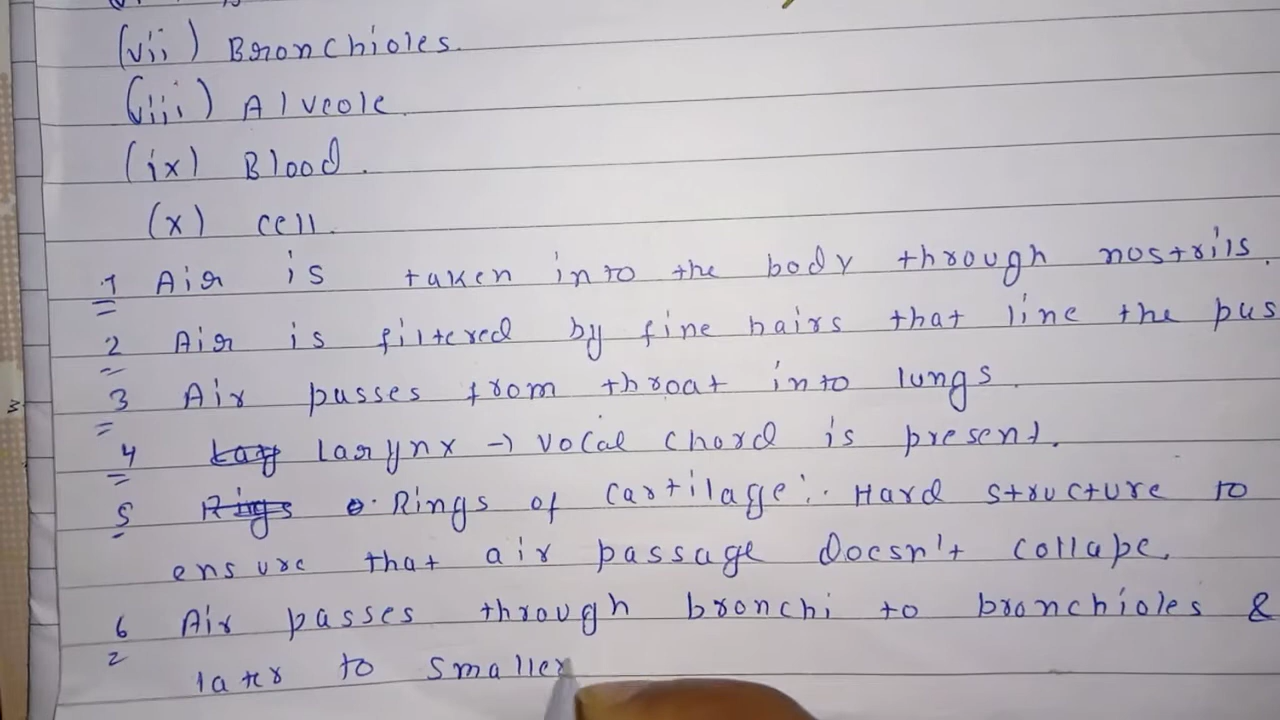 (vii) Bronchioles.
(viii) Alveole.
(ix) Blood.
(x) cell.
1 Air is taken into the body through nostrils.
2 Air is filtered by fine hairs that line the pus
3 Air passes from throat into lungs.
4 Larynx → vocal chord is present.
5 Rings of cartilage:. Hard structure to
ensure that air passage doesn't collape.
6 Air passes through bronchi to bronchioles &
later to smaller